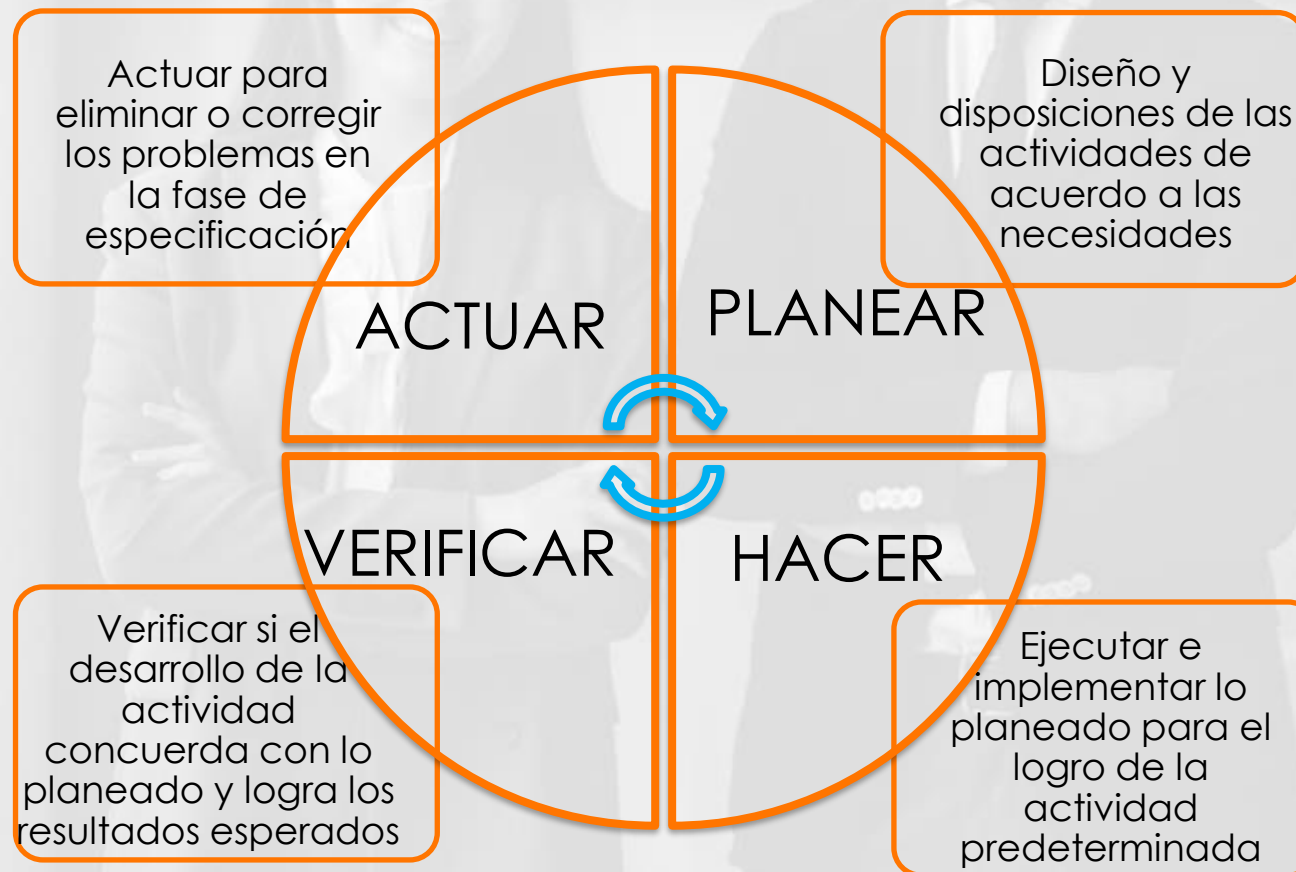 Actuar para
eliminar o corregir
los problemas en
la fase de
especificación
Diseño y
disposiciones de las
actividades de
acuerdo a las
necesidades
ACTUAR
PLANEAR
VERIFICAR
HACER
Verificar si el
desarrollo de la
actividad
concuerda con lo
planeado y logra los
resultados esperados
Ejecutar e
implementar lo
planeado para el
logro de la
actividad
predeterminada